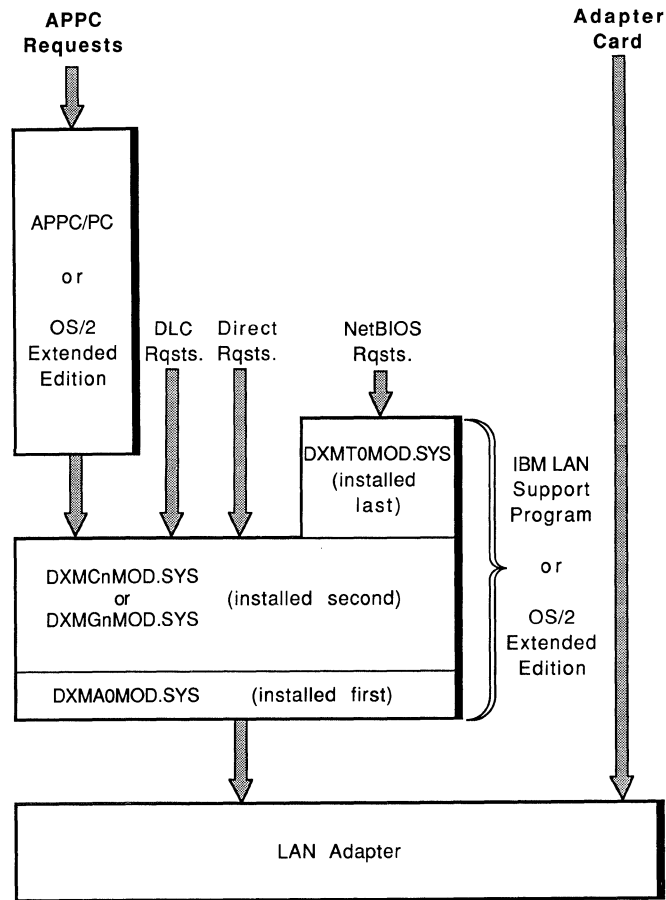 APPC
Requests
Adapter
Card
APPC/PC
or
OS/2
Extended
Edition
DLC
Rqsts.
Direct
Rqsts.
NetBIOS
Rqsts.
DXMT0MOD.SYS
(installed
last)
IBM LAN
Support
Program
or
OS/2
Extended
Edition
DXMCnMOD.SYS
or
DXMGnMOD.SYS
(installed second)
DXMA0MOD.SYS
(installed first)
LAN Adapter